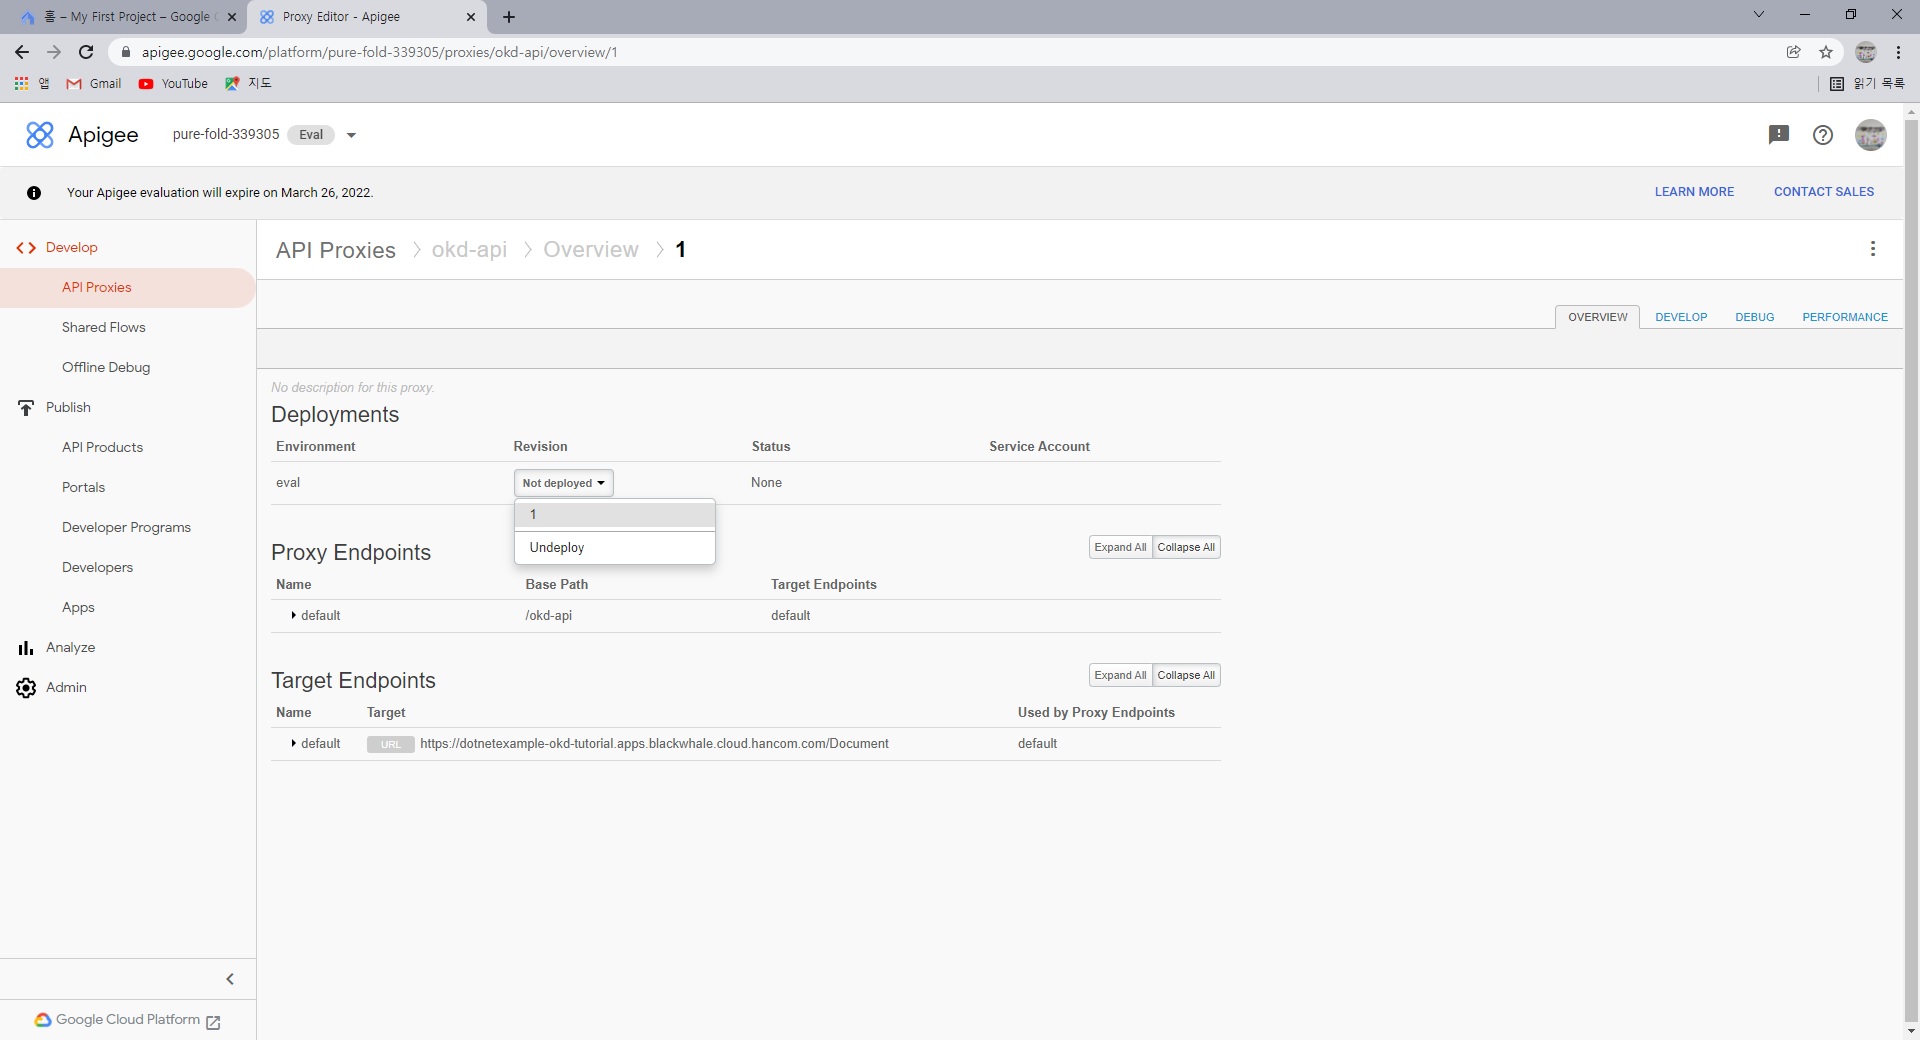 홈 – My First Project – Google C
Proxy Editor - Apigee
apigee.google.com/platform/pure-fold-339305/proxies/okd-api/overview/1
앱
Gmail
YouTube
지도
읽기 목록
Apigee
pure-fold-339305
Eval
Your Apigee evaluation will expire on March 26, 2022.
LEARN MORE
CONTACT SALES
Develop
API Proxies
Shared Flows
Offline Debug
Publish
API Products
Portals
Developer Programs
Developers
Apps
Analyze
Admin
Google Cloud Platform
API Proxies
okd-api
Overview
1
OVERVIEW
DEVELOP
DEBUG
PERFORMANCE
No description for this proxy.
Deployments
Environment
Revision
Status
Service Account
eval
Not deployed
None
1
Undeploy
Proxy Endpoints
Expand All
Collapse All
Name
Base Path
Target Endpoints
default
/okd-api
default
Target Endpoints
Expand All
Collapse All
Name
Target
Used by Proxy Endpoints
default
URL
https://dotnetexample-okd-tutorial.apps.blackwhale.cloud.hancom.com/Document
default